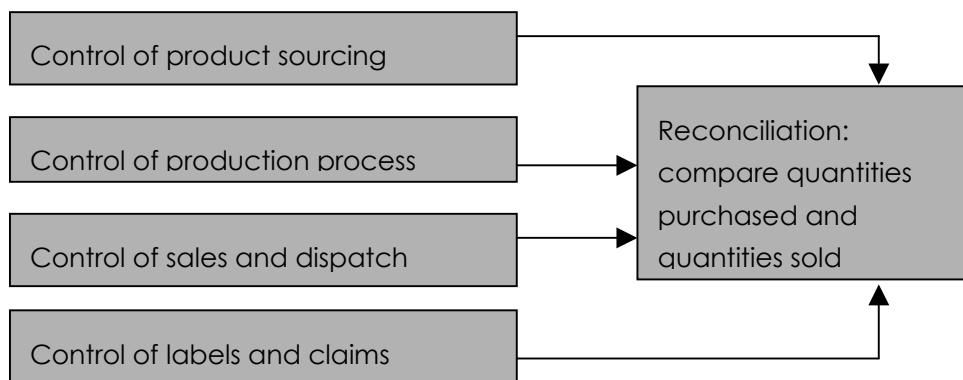 Control of product sourcing
Control of production process
Control of sales and dispatch
Control of labels and claims
Reconciliation:
compare quantities
purchased and
quantities sold